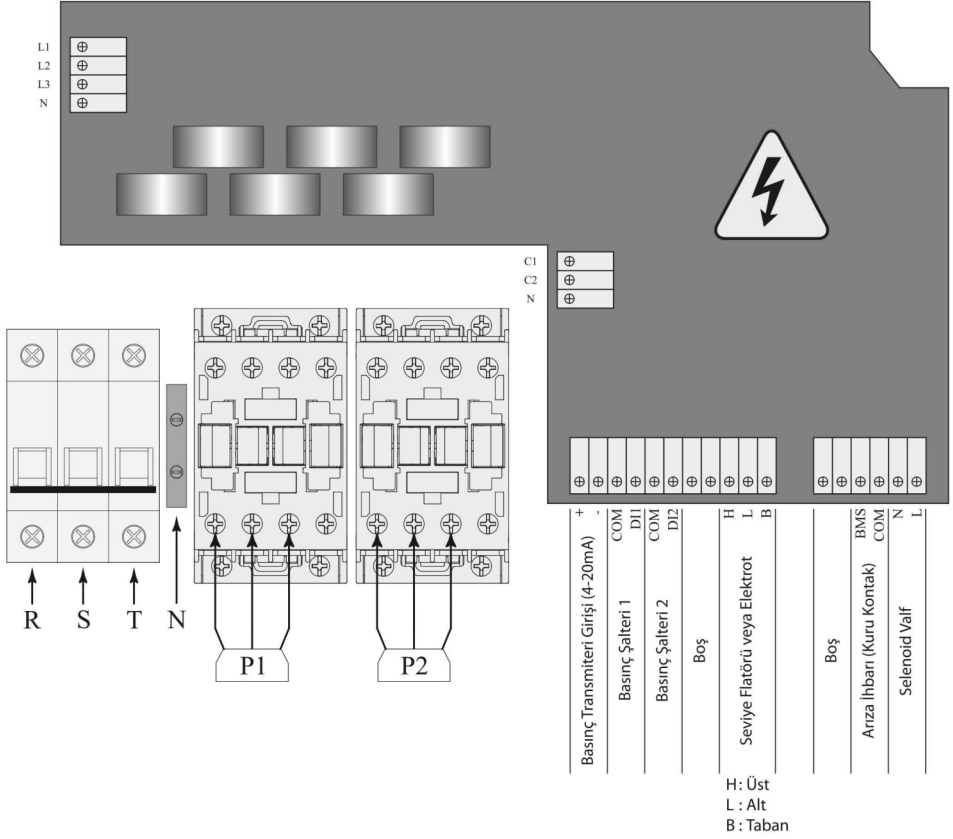 L1
L2
L3
N
C1
C2
N
R
S
T
N
P1
P2
+
-
COM
DI1
COM
DI2
H
L
B
BMS
COM
N
L
Basınç Transmiteri Girişi (4-20mA)
Basınç Şalteri 1
Basınç Şalteri 2
Boş
Seviye Flatörü veya Elektrot
Boş
Arıza İhbarı (Kuru Kontak)
Selenoid Valf
H : Üst
L : Alt
B : Taban